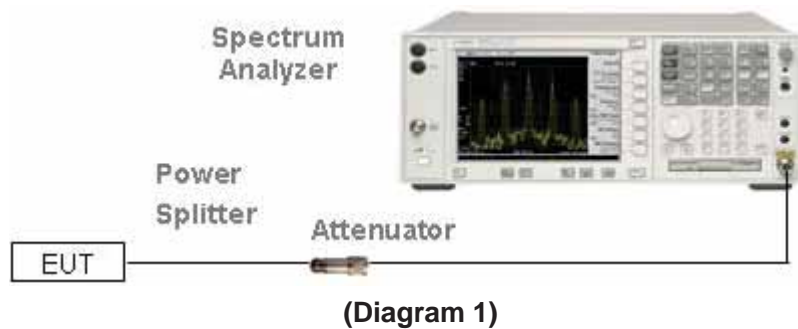 Spectrum
Analyzer
Power
Splitter
Attenuator
EUT
(Diagram 1)